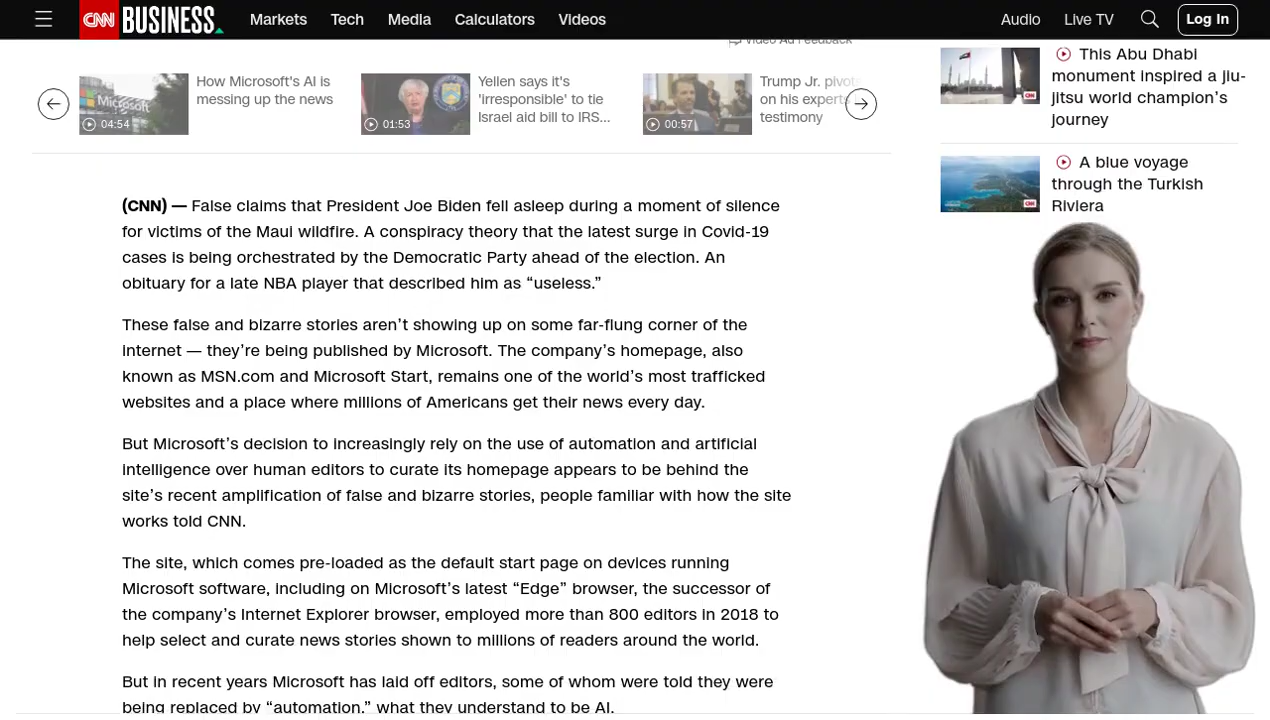 CNN BUSINESS
Markets
Tech
Media
Calculators
Videos
Audio
Live TV
Log In
Video Ad Feedback
Microsoft
04:54
How Microsoft's AI is
messing up the news
01:53
Yellen says it's
'irresponsible' to tie
Israel aid bill to IRS...
00:57
Trump Jr. pivots
on his experts
testimony
(CNN) — False claims that President Joe Biden fell asleep during a moment of silence
for victims of the Maui wildfire. A conspiracy theory that the latest surge in Covid-19
cases is being orchestrated by the Democratic Party ahead of the election. An
obituary for a late NBA player that described him as “useless.”
These false and bizarre stories aren’t showing up on some far-flung corner of the
internet — they’re being published by Microsoft. The company’s homepage, also
known as MSN.com and Microsoft Start, remains one of the world’s most trafficked
websites and a place where millions of Americans get their news every day.
But Microsoft’s decision to increasingly rely on the use of automation and artificial
intelligence over human editors to curate its homepage appears to be behind the
site’s recent amplification of false and bizarre stories, people familiar with how the site
works told CNN.
The site, which comes pre-loaded as the default start page on devices running
Microsoft software, including on Microsoft’s latest “Edge” browser, the successor of
the company’s Internet Explorer browser, employed more than 800 editors in 2018 to
help select and curate news stories shown to millions of readers around the world.
But in recent years Microsoft has laid off editors, some of whom were told they were
being replaced by “automation,” what they understand to be AI.
This Abu Dhabi
monument inspired a jiu-
jitsu world champion’s
journey
CNN
A blue voyage
through the Turkish
Riviera
CNN